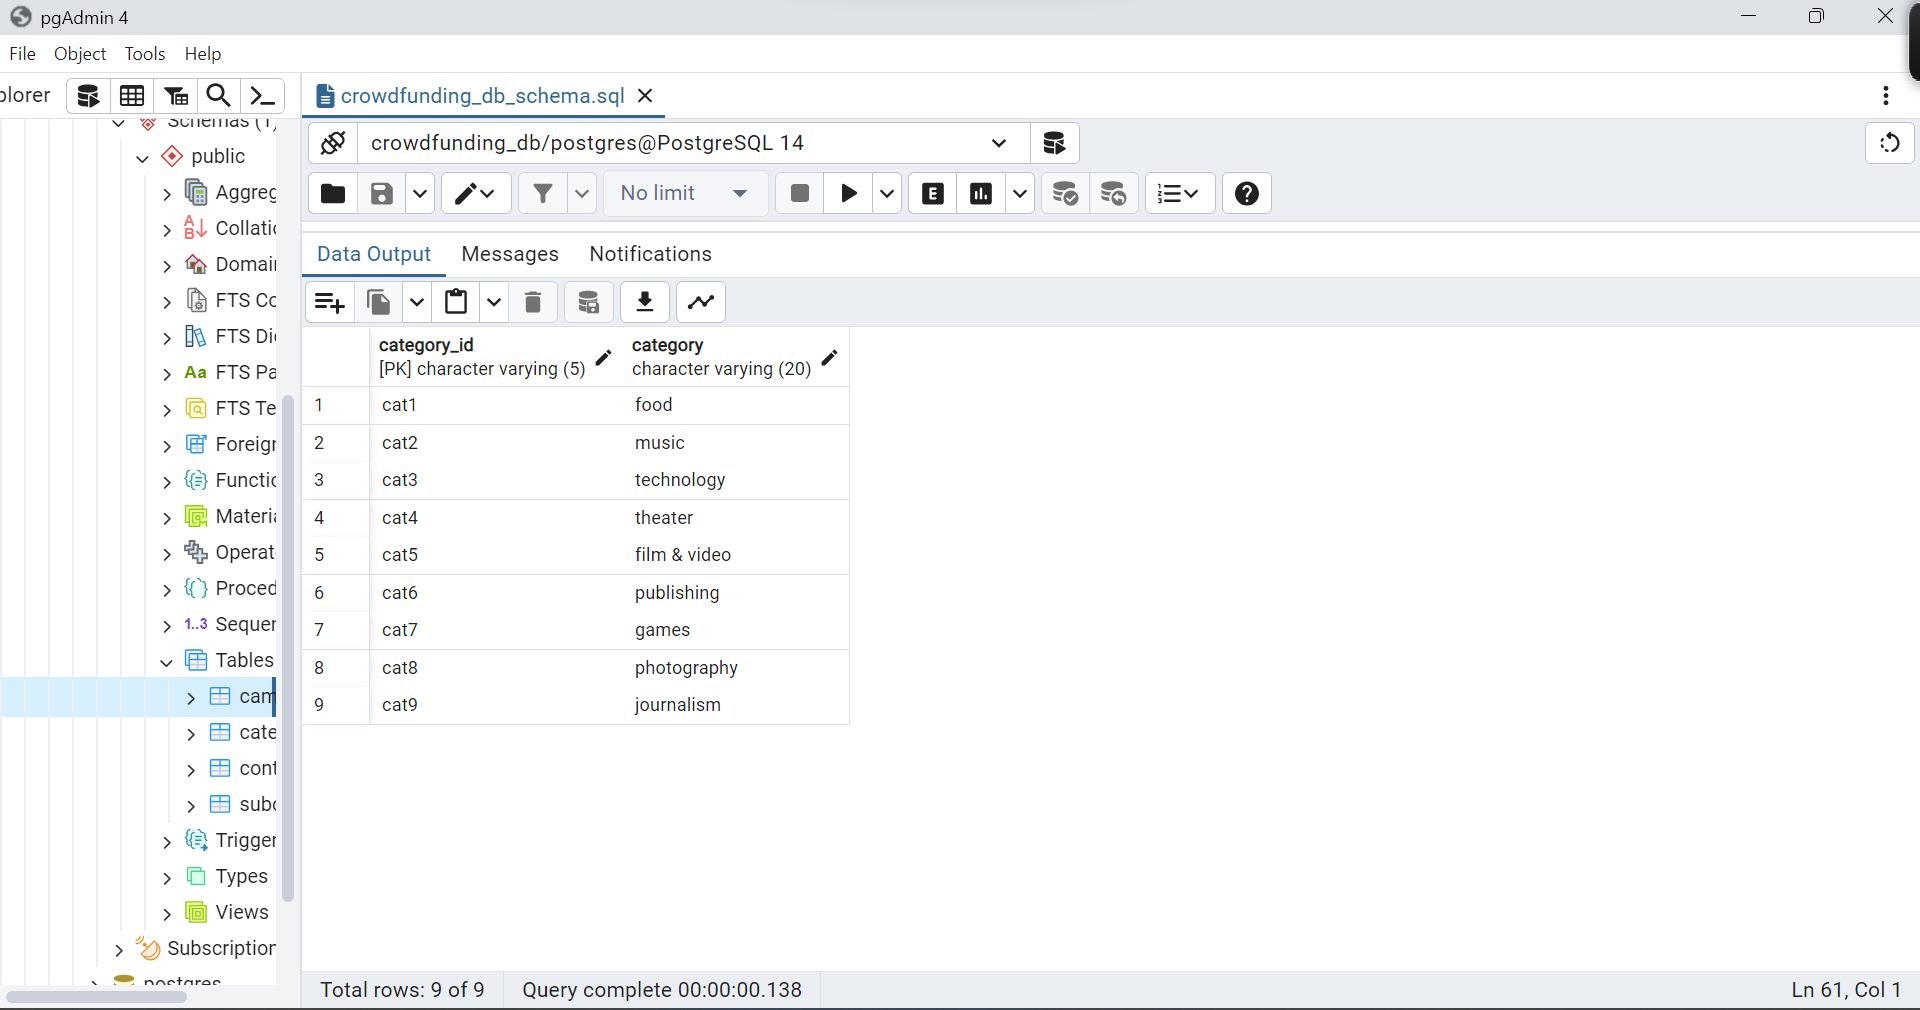 pgAdmin 4
File Object Tools Help
plorer
crowdfunding_db_schema.sql
Schemas (1)
crowdfunding_db/postgres@PostgreSQL 14
public
Aggreg
No limit
E
Collatic
Domai
Data Output Messages Notifications
FTS Co
FTS Di
category_id
[PK] character varying (5)
category
character varying (20)
Aa FTS Pa
FTS Te
Foreigr
Functic
Materi
Operat
Proced
1..3 Sequer
Tables
cam
cate
cont
subc
Trigger
Types
Views
Subscription
postgres
1 cat1 food
2 cat2 music
3 cat3 technology
4 cat4 theater
5 cat5 film & video
6 cat6 publishing
7 cat7 games
8 cat8 photography
9 cat9 journalism
Total rows: 9 of 9 Query complete 00:00:00.138 Ln 61, Col 1